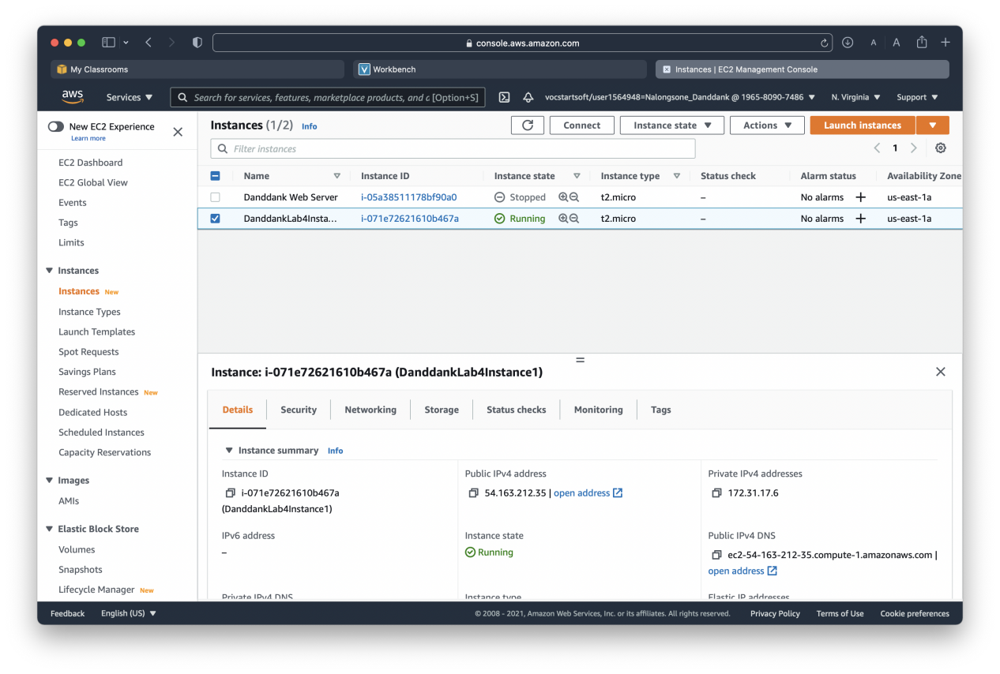 console.aws.amazon.com
A A
My Classrooms
Workbench
Instances | EC2 Management Console
aws
Services
Search for services, features, marketplace products, and c [Option+S]
vocstartsoft/user1564948=Nalongsone_Danddank @ 1965-8090-7486
N. Virginia
Support
New EC2 Experience
Learn more
EC2 Dashboard
EC2 Global View
Events
Tags
Limits
Instances
Instances New
Instance Types
Launch Templates
Spot Requests
Savings Plans
Reserved Instances New
Dedicated Hosts
Scheduled Instances
Capacity Reservations
Images
AMIs
Elastic Block Store
Volumes
Snapshots
Lifecycle Manager New
Instances (1/2) Info
Connect
Instance state
Actions
Launch instances
Filter instances
1
Name Instance ID Instance state Instance type Status check Alarm status Availability Zone
Danddank Web Server i-05a38511178bf90a0 Stopped t2.micro – No alarms us-east-1a
DanddankLab4Insta… i-071e72621610b467a Running t2.micro – No alarms us-east-1a
Instance: i-071e72621610b467a (DanddankLab4Instance1)
Details Security Networking Storage Status checks Monitoring Tags
Instance summary Info
Instance ID
i-071e72621610b467a
(DanddankLab4Instance1)
Public IPv4 address
54.163.212.35 | open address
Private IPv4 addresses
172.31.17.6
IPv6 address
–
Instance state
Running
Public IPv4 DNS
ec2-54-163-212-35.compute-1.amazonaws.com |
open address
Private IPv4 DNS
Instance type
Elastic IP addresses
Feedback
English (US)
© 2008 - 2021, Amazon Web Services, Inc. or its affiliates. All rights reserved.
Privacy Policy
Terms of Use
Cookie preferences